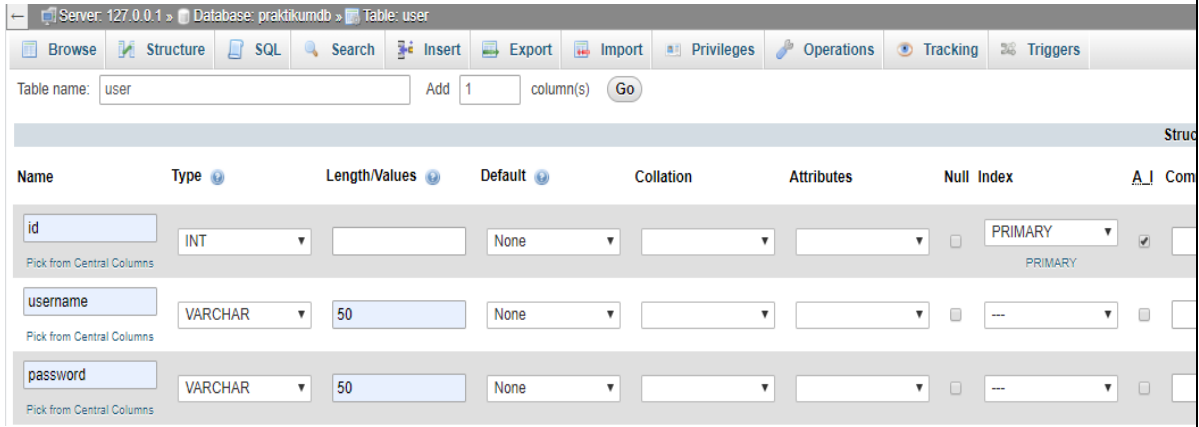 ← Server: 127.0.0.1 » Database: praktikumdb » Table: user
Browse Structure SQL Search Insert Export Import Privileges Operations Tracking Triggers
Table name: user Add 1 column(s) Go
Struc
Name Type Length/Values Default Collation Attributes Null Index A_I Com
id INT None PRIMARY
Pick from Central Columns PRIMARY
username VARCHAR 50 None ---
Pick from Central Columns
password VARCHAR 50 None ---
Pick from Central Columns